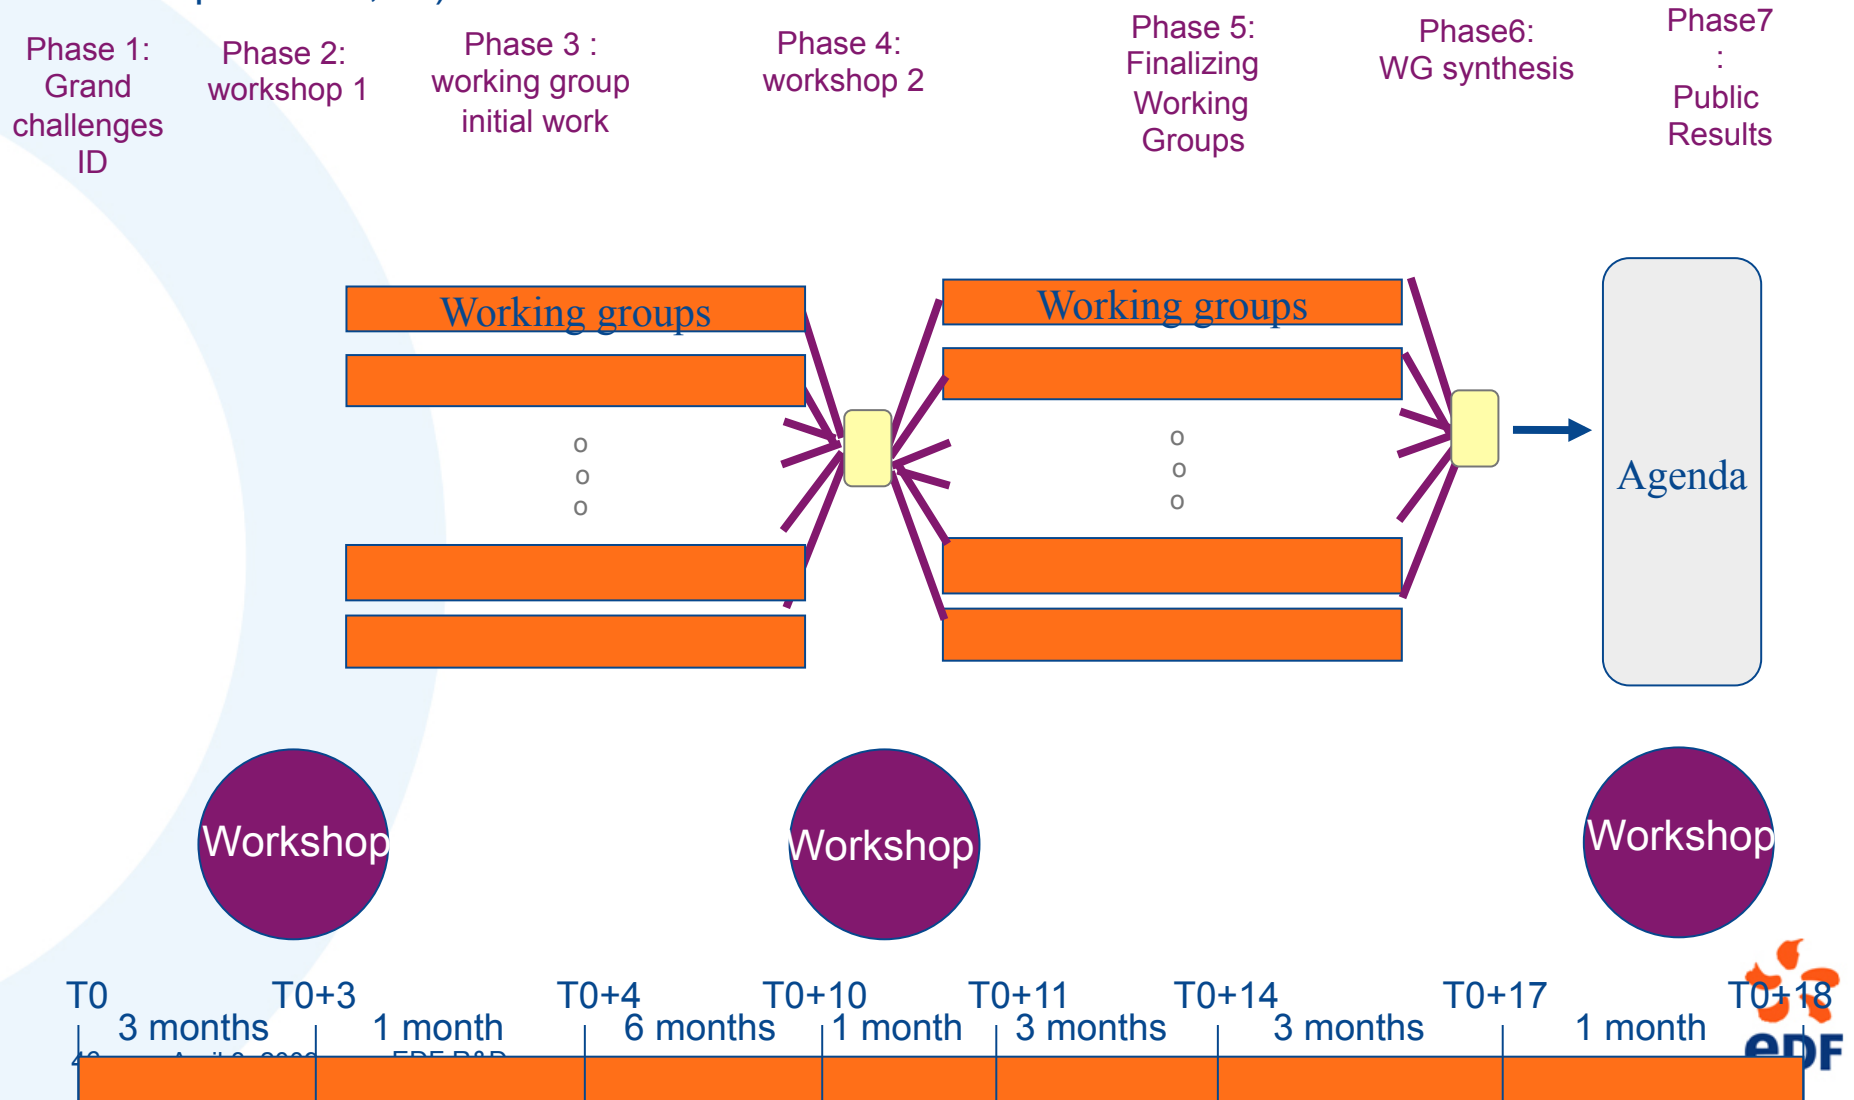 Phase 1:
Grand
challenges
ID
Phase 2:
workshop 1
Phase 3 :
working group
initial work
Phase 4:
workshop 2
Phase 5:
Finalizing
Working
Groups
Phase6:
WG synthesis
Phase7
:
Public
Results
Working groups
Working groups
o
o
o
o
o
o
Agenda
Workshop
Workshop
Workshop
T0
T0+3
T0+4
T0+10
T0+11
T0+14
T0+17
T0+18
3 months
1 month
6 months
1 month
3 months
3 months
1 month
EDF R&D
eDF